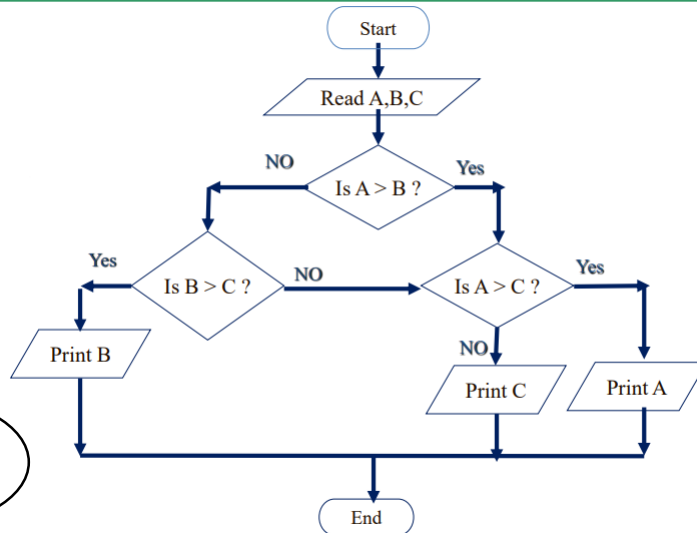 Start
Read A,B,C
NO
Yes
Is A > B ?
Yes
Is B > C ?
NO
Is A > C ?
Yes
Print B
NO
Print C
Print A
End